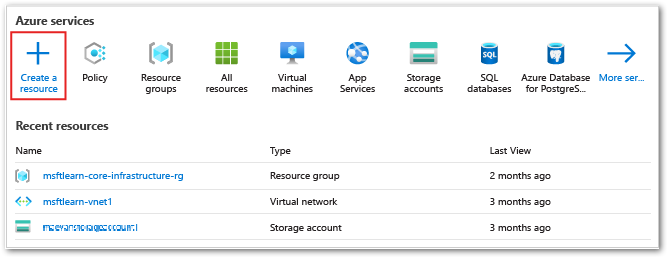 Azure services
Create a resource
Policy
Resource groups
All resources
Virtual machines
App Services
Storage accounts
SQL databases
Azure Database for PostgreS...
More ser...
Recent resources
Name Type Last View
msftlearn-core-infrastructure-rg Resource group 2 months ago
msftlearn-vnet1 Virtual network 3 months ago
Storage account 3 months ago